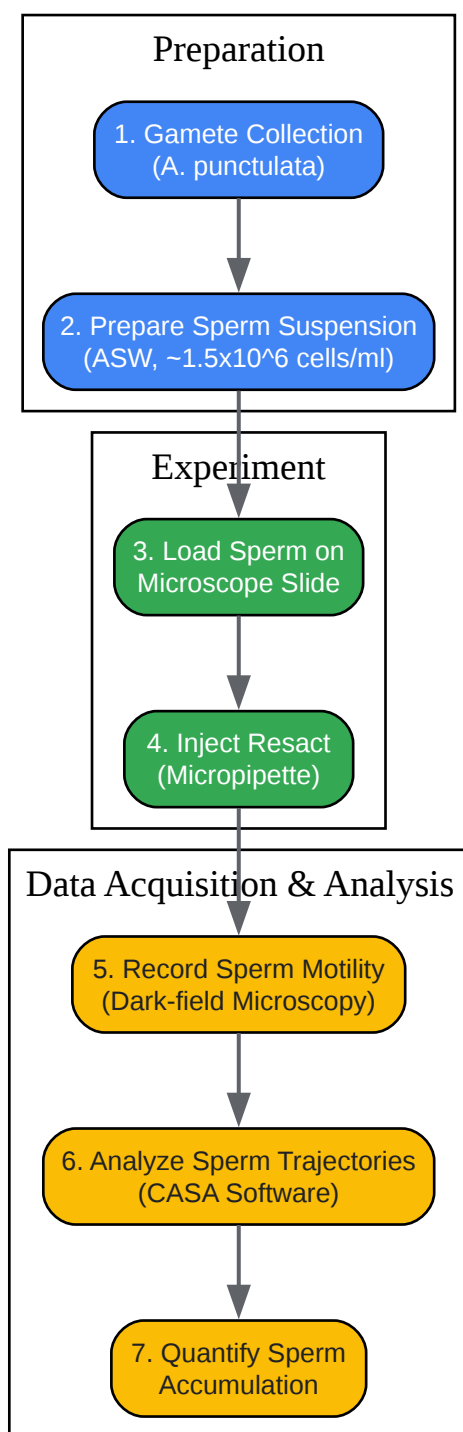 Preparation
1. Gamete Collection
(A. punctulata)
2. Prepare Sperm Suspension
(ASW, ~1.5x10^6 cells/ml)
Experiment
3. Load Sperm on
Microscope Slide
4. Inject Resact
(Micropipette)
Data Acquisition & Analysis
5. Record Sperm Motility
(Dark-field Microscopy)
6. Analyze Sperm Trajectories
(CASA Software)
7. Quantify Sperm
Accumulation